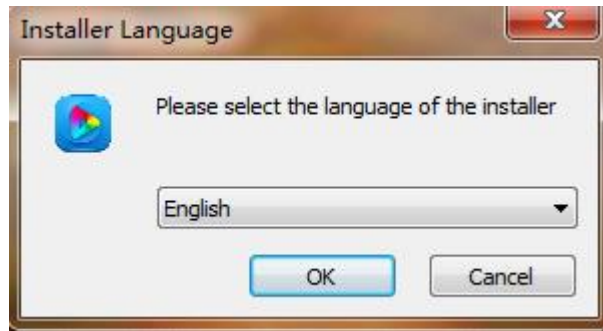 Installer Language
Please select the language of the installer
English
OK
Cancel